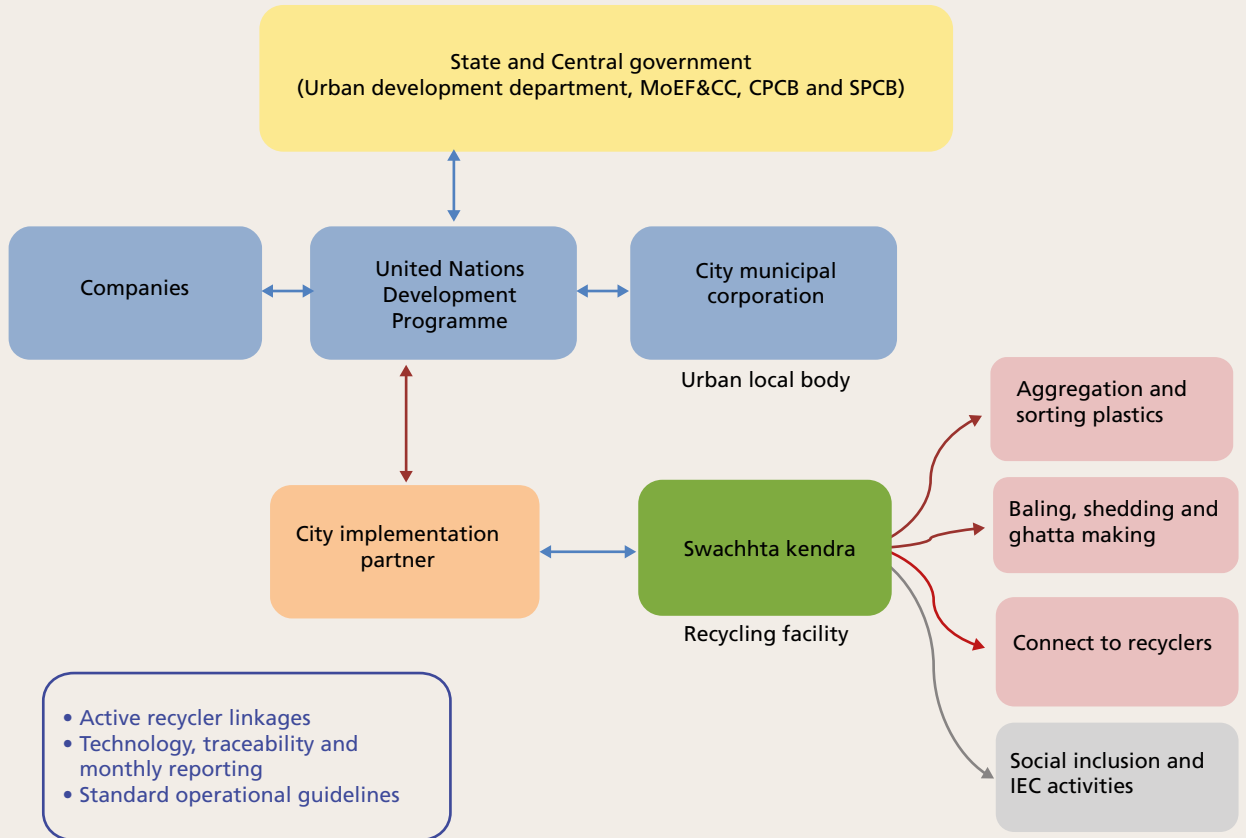 State and Central government
(Urban development department, MoEF&CC, CPCB and SPCB)
Companies
United Nations
Development
Programme
City municipal
corporation
Urban local body
Aggregation and
sorting plastics
Baling, shedding and
ghatta making
City implementation
partner
Swachhta kendra
Recycling facility
Connect to recyclers
Social inclusion and
IEC activities
• Active recycler linkages
• Technology, traceability and
monthly reporting
• Standard operational guidelines